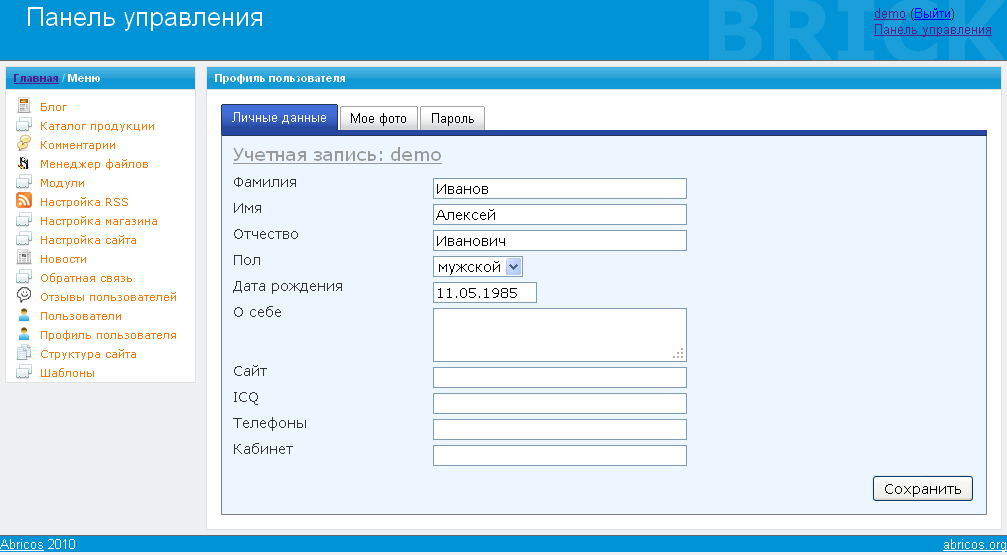 Панель управления
BRICK
demo (Выйти)
Панель управления
Главная / Меню
Блог
Каталог продукции
Комментарии
Менеджер файлов
Модули
Настройка RSS
Настройка магазина
Настройка сайта
Новости
Обратная связь
Отзывы пользователей
Пользователи
Профиль пользователя
Структура сайта
Шаблоны
Профиль пользователя
Личные данные
Мое фото
Пароль
Учетная запись: demo
Фамилия Иванов
Имя Алексей
Отчество Иванович
Пол мужской
Дата рождения 11.05.1985
О себе
Сайт
ICQ
Телефоны
Кабинет
Сохранить
Abricos 2010
abricos.org